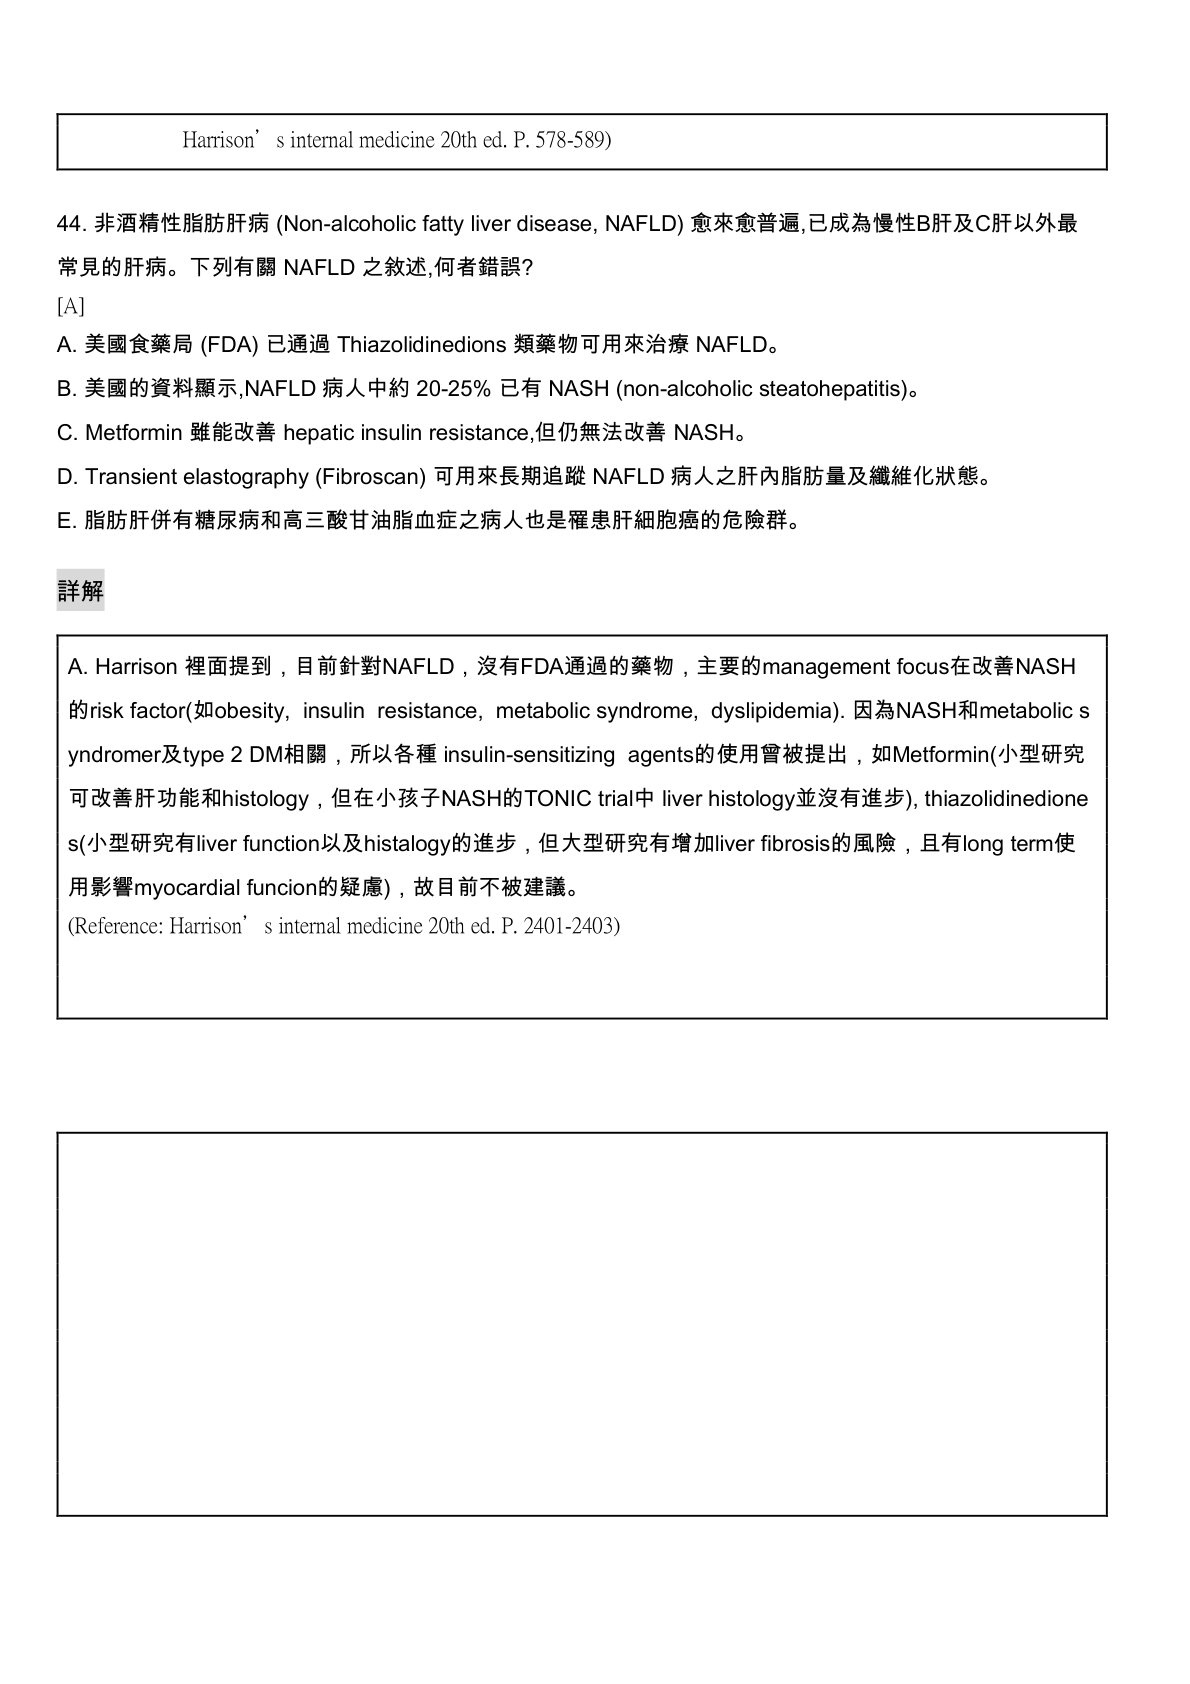 Harrison’s internal medicine 20th ed. P. 578-589)
44. 非酒精性脂肪肝病 (Non-alcoholic fatty liver disease, NAFLD) 愈來愈普遍,已成為慢性B肝及C肝以外最
常見的肝病。下列有關 NAFLD 之敘述,何者錯誤?
[A]
A. 美國食藥局 (FDA) 已通過 Thiazolidinedions 類藥物可用來治療 NAFLD。
B. 美國的資料顯示,NAFLD 病人中約 20-25% 已有 NASH (non-alcoholic steatohepatitis)。
C. Metformin 雖能改善 hepatic insulin resistance,但仍無法改善 NASH。
D. Transient elastography (Fibroscan) 可用來長期追蹤 NAFLD 病人之肝內脂肪量及纖維化狀態。
E. 脂肪肝併有糖尿病和高三酸甘油脂血症之病人也是罹患肝細胞癌的危險群。
詳解
A. Harrison 裡面提到，目前針對NAFLD，沒有FDA通過的藥物，主要的management focus在改善NASH
的risk factor(如obesity, insulin resistance, metabolic syndrome, dyslipidemia). 因為NASH和metabolic s
yndromer及type 2 DM相關，所以各種 insulin-sensitizing agents的使用曾被提出，如Metformin(小型研究
可改善肝功能和histology，但在小孩子NASH的TONIC trial中 liver histology並沒有進步), thiazolidinedione
s(小型研究有liver function以及histalogy的進步，但大型研究有增加liver fibrosis的風險，且有long term使
用影響myocardial funcion的疑慮)，故目前不被建議。
(Reference: Harrison’s internal medicine 20th ed. P. 2401-2403)